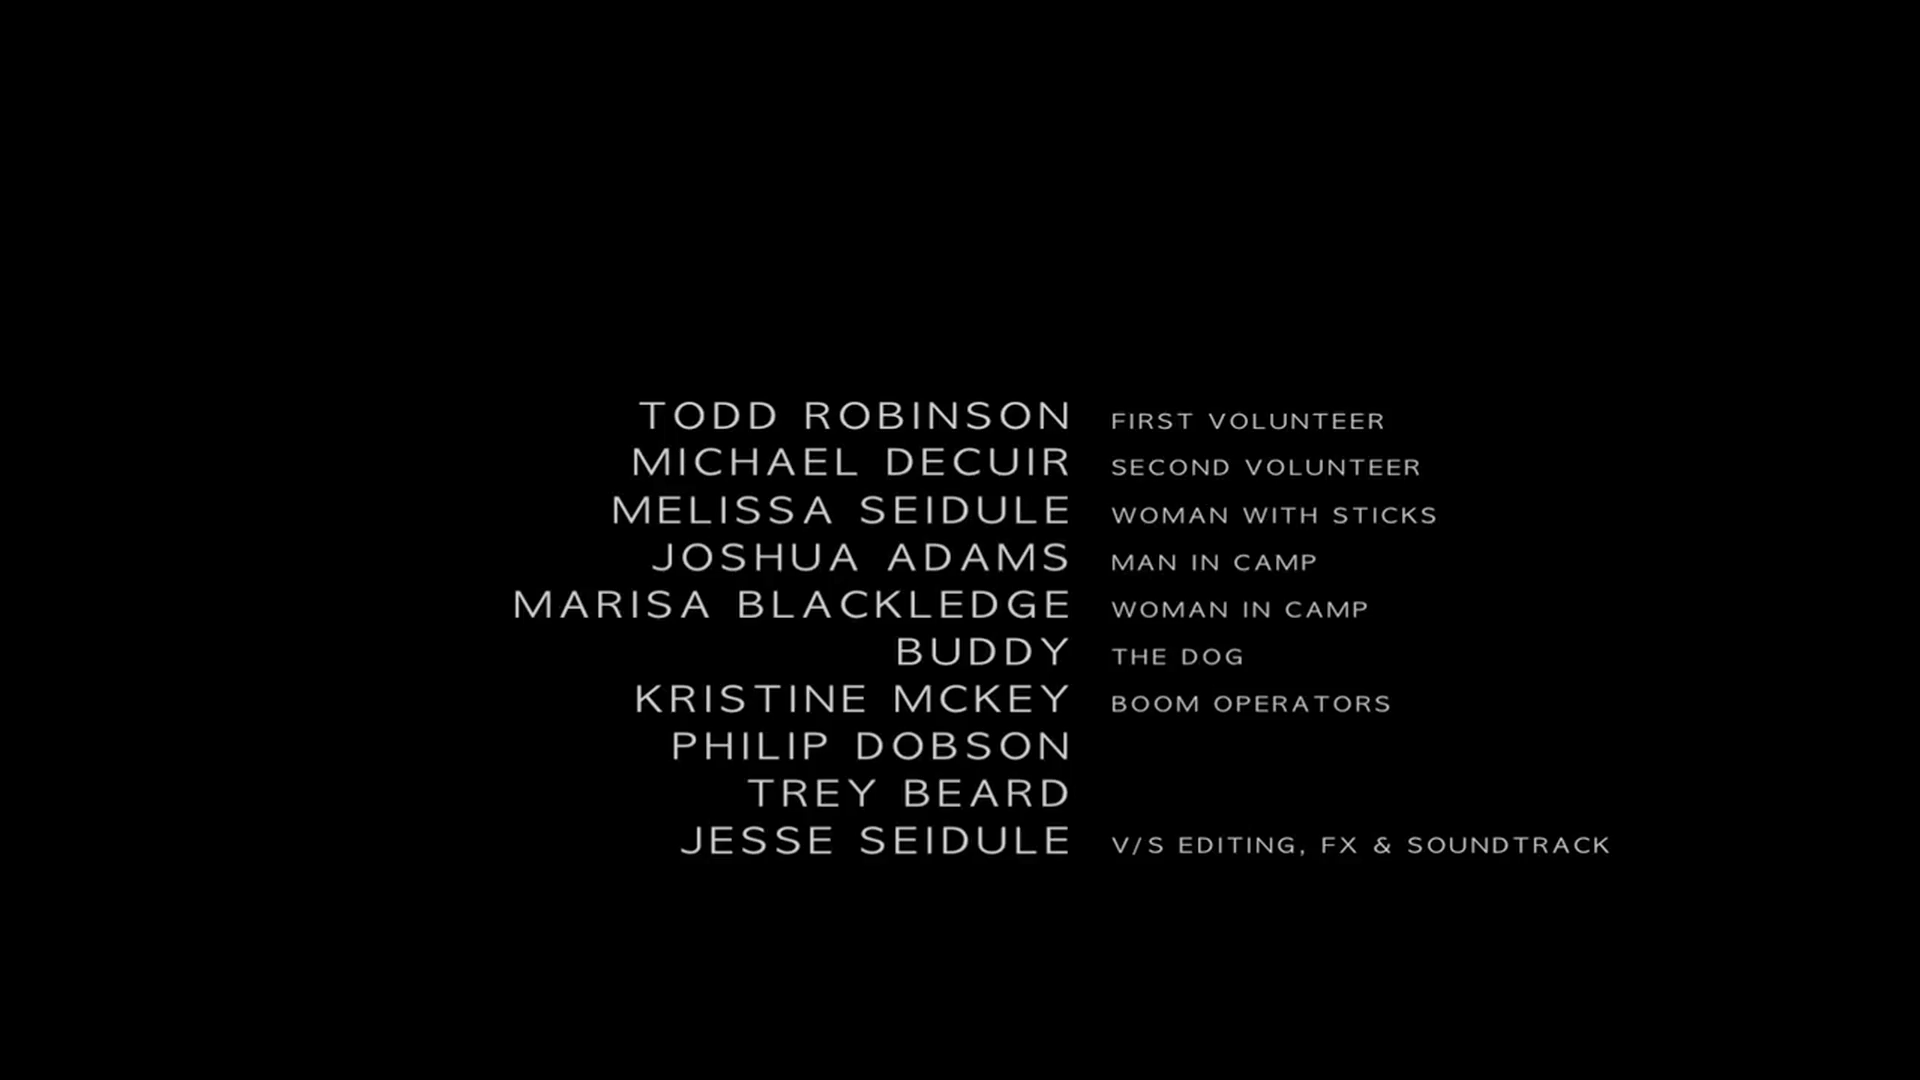 TODD ROBINSON FIRST VOLUNTEER
MICHAEL DECUIR SECOND VOLUNTEER
MELISSA SEIDULE WOMAN WITH STICKS
JOSHUA ADAMS MAN IN CAMP
MARISA BLACKLEDGE WOMAN IN CAMP
BUDDY THE DOG
KRISTINE MCKEY BOOM OPERATORS
PHILIP DOBSON
TREY BEARD
JESSE SEIDULE V/S EDITING, FX & SOUNDTRACK